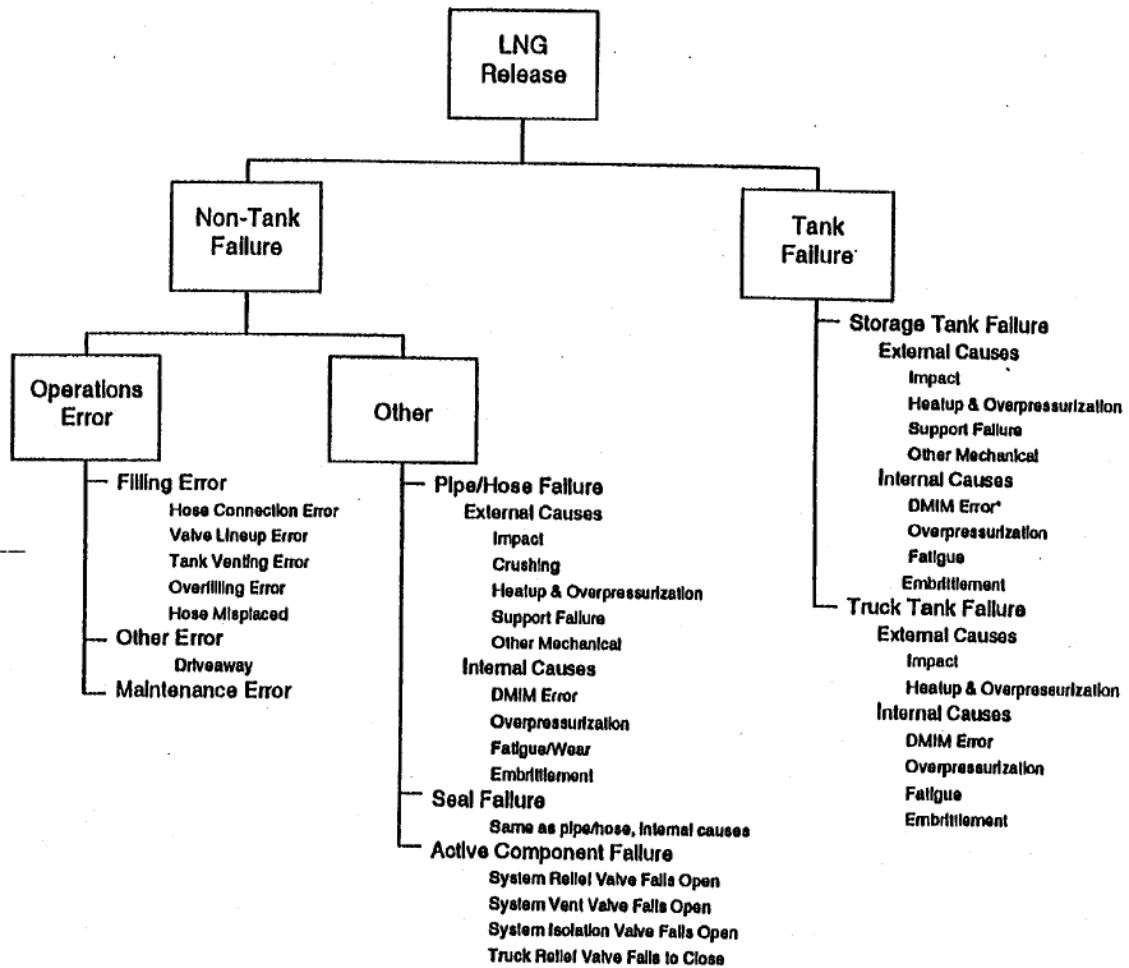 LNG
Release
Non-Tank
Failure
Tank
Failure
Operations
Error
Other
Filling Error
Hose Connection Error
Valve Lineup Error
Tank Venting Error
Overfilling Error
Hose Misplaced
Other Error
Driveaway
Maintenance Error
Pipe/Hose Failure
External Causes
Impact
Crushing
Heatup & Overpressurization
Support Failure
Other Mechanical
Internal Causes
DMIM Error
Overpressurization
Fatigue/Wear
Embrittlement
Seal Failure
Same as pipe/hose, internal causes
Active Component Failure
System Relief Valve Fails Open
System Vent Valve Fails Open
System Isolation Valve Fails Open
Truck Relief Valve Fails to Close
Storage Tank Failure
External Causes
Impact
Heatup & Overpressurization
Support Failure
Other Mechanical
Internal Causes
DMIM Error*
Overpressurization
Fatigue
Embrittlement
Truck Tank Failure
External Causes
Impact
Heatup & Overpressurization
Internal Causes
DMIM Error
Overpressurization
Fatigue
Embrittlement